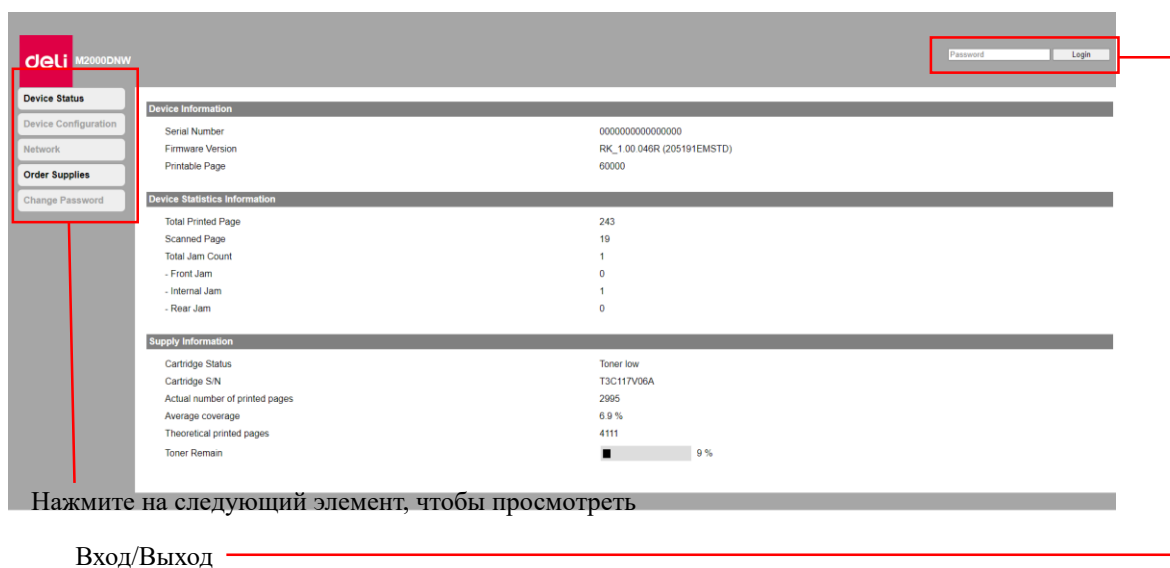 deli M2000DNW
Password Login
Device Status
Device Configuration
Network
Order Supplies
Change Password
Device Information
Serial Number 0000000000000000
Firmware Version RK_1.00.046R (205191EMSTD)
Printable Page 60000
Device Statistics Information
Total Printed Page 243
Scanned Page 19
Total Jam Count 1
- Front Jam 0
- Internal Jam 1
- Rear Jam 0
Supply Information
Cartridge Status Toner low
Cartridge S/N T3C117V06A
Actual number of printed pages 2995
Average coverage 6.9 %
Theoretical printed pages 4111
Toner Remain 9 %
Нажмите на следующий элемент, чтобы просмотреть
Вход/Выход